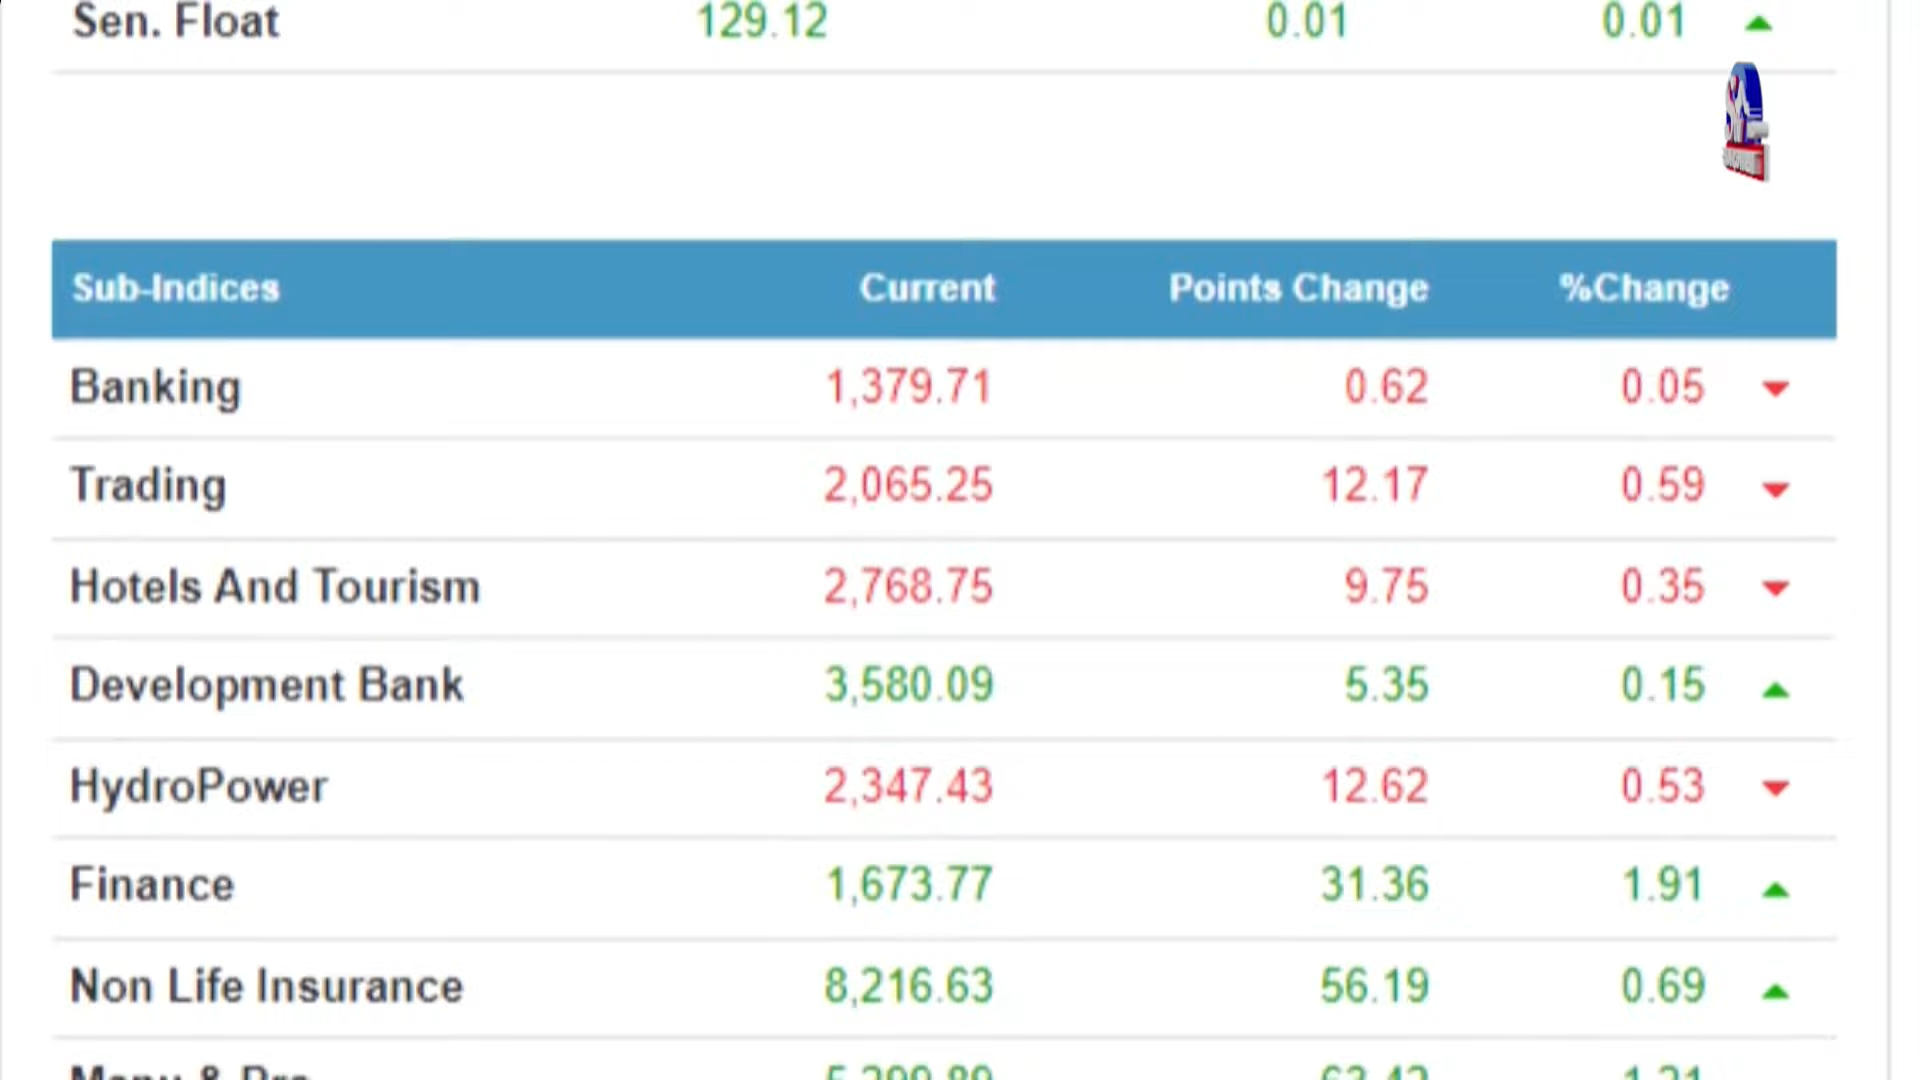 Sen. Float 129.12 0.01 0.01
Sub-Indices Current Points Change %Change
Banking 1,379.71 0.62 0.05
Trading 2,065.25 12.17 0.59
Hotels And Tourism 2,768.75 9.75 0.35
Development Bank 3,580.09 5.35 0.15
HydroPower 2,347.43 12.62 0.53
Finance 1,673.77 31.36 1.91
Non Life Insurance 8,216.63 56.19 0.69
Manu & Pro